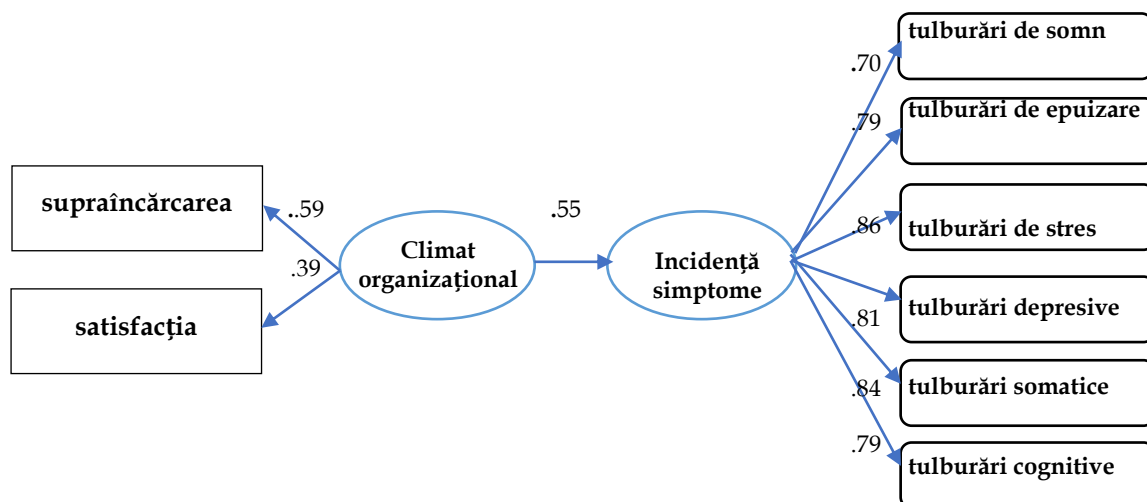 tulburări de somn
.70
tulburări de epuizare
.79
supraîncărcarea
..59
.55
.86
tulburări de stres
Climat
organizațional
Incidență
simptome
.39
satisfacția
tulburări depresive
.81
tulburări somatice
.84
.79
tulburări cognitive